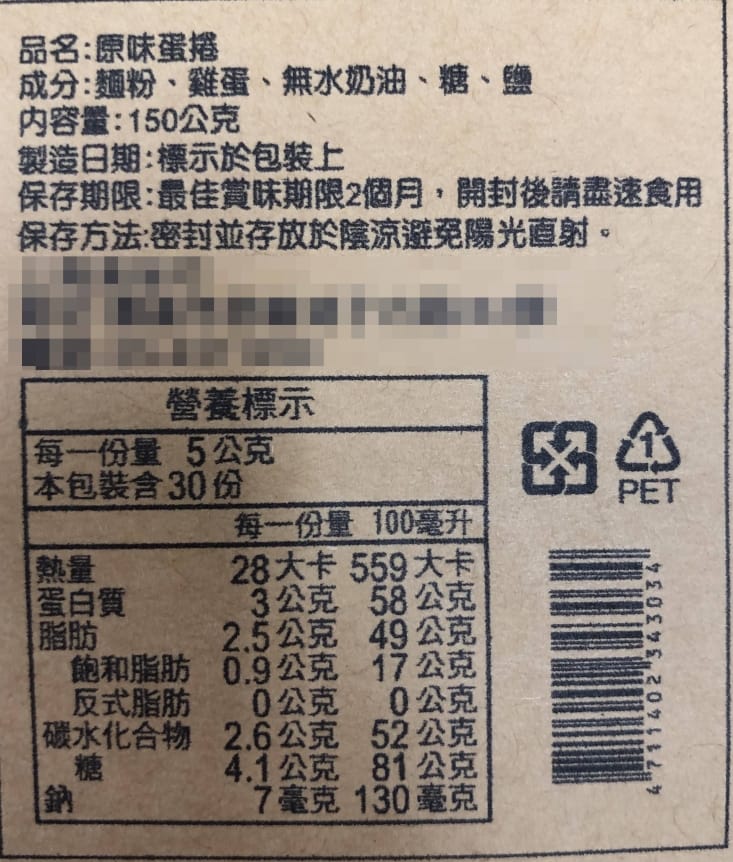 品名:原味蛋捲
成分:麵粉、雞蛋、無水奶油、糖、鹽
內容量:150公克
製造日期:標示於包裝上
保存期限:最佳賞味期限2個月,開封後請盡速食用
保存方法:密封並存放於陰涼避免陽光直射。
營養標示
每一份量 5公克
本包裝含30份
每一份量 100毫升
熱量 28大卡 559大卡
蛋白質 3公克 58公克
脂肪 2.5公克 49公克
飽和脂肪 0.9公克 17公克
反式脂肪 0公克 0公克
碳水化合物 2.6公克 52公克
糖 4.1公克 81公克
鈉 7毫克 130毫克
1
PET
4711402343034